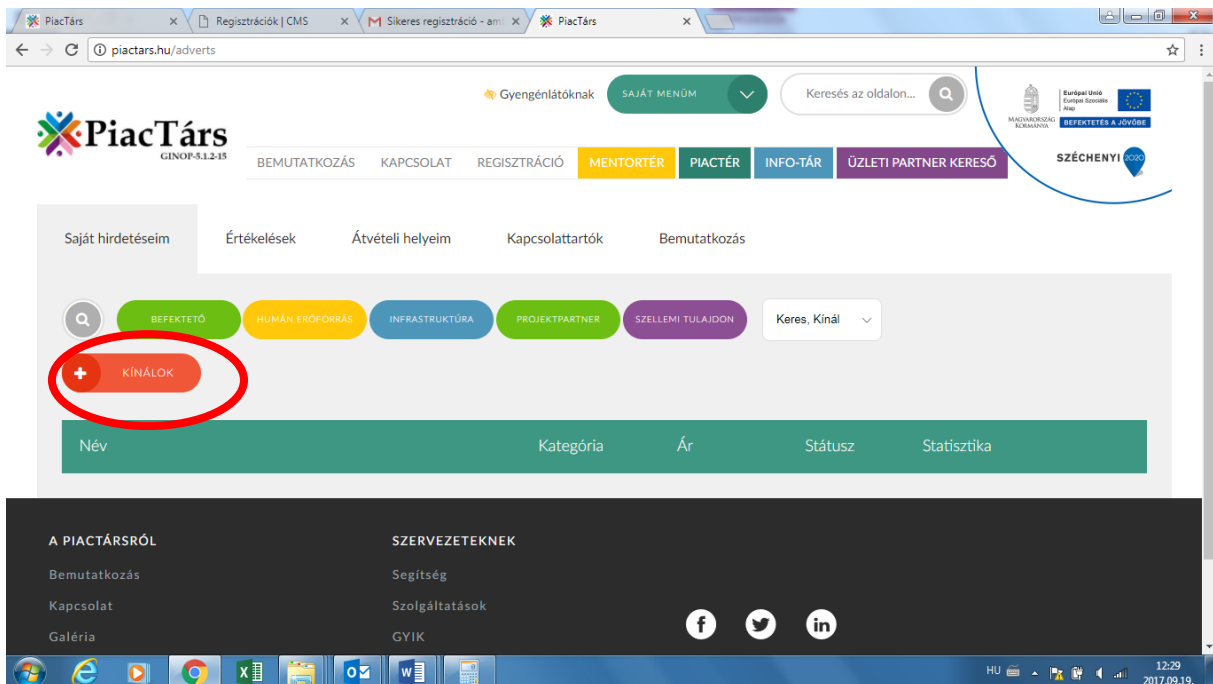 PiacTárs
Regisztrációk | CMS
Sikeres regisztráció - ami
PiacTárs
piactars.hu/adverts
Gyengénlátóknak
SAJÁT MENÜM
Keresés az oldalon...
MAGYARORSZÁG
KORMÁNYA
Európai Unió
Európai Szociális
Alap
BEFEKTETÉS A JÖVŐBE
PiacTárs
GINOP-5.1.2-15
BEMUTATKOZÁS
KAPCSOLAT
REGISZTRÁCIÓ
MENTORTÉR
PIACTÉR
INFO-TÁR
ÜZLETI PARTNER KERESŐ
SZÉCHENYI 2020
Saját hirdetéseim
Értékelések
Átvételi helyeim
Kapcsolattartók
Bemutatkozás
BEFEKTETŐ
HUMÁN ERŐFORRÁS
INFRASTRUKTÚRA
PROJEKTPARTNER
SZELLEMI TULAJDON
Keres, Kínál
KÍNÁLOK
Név
Kategória
Ár
Státusz
Statisztika
A PIACTÁRSRÓL
SZERVEZETEKNEK
Bemutatkozás
Segítség
Kapcsolat
Szolgáltatások
Galéria
GYIK
HU
12:29
2017.09.19.